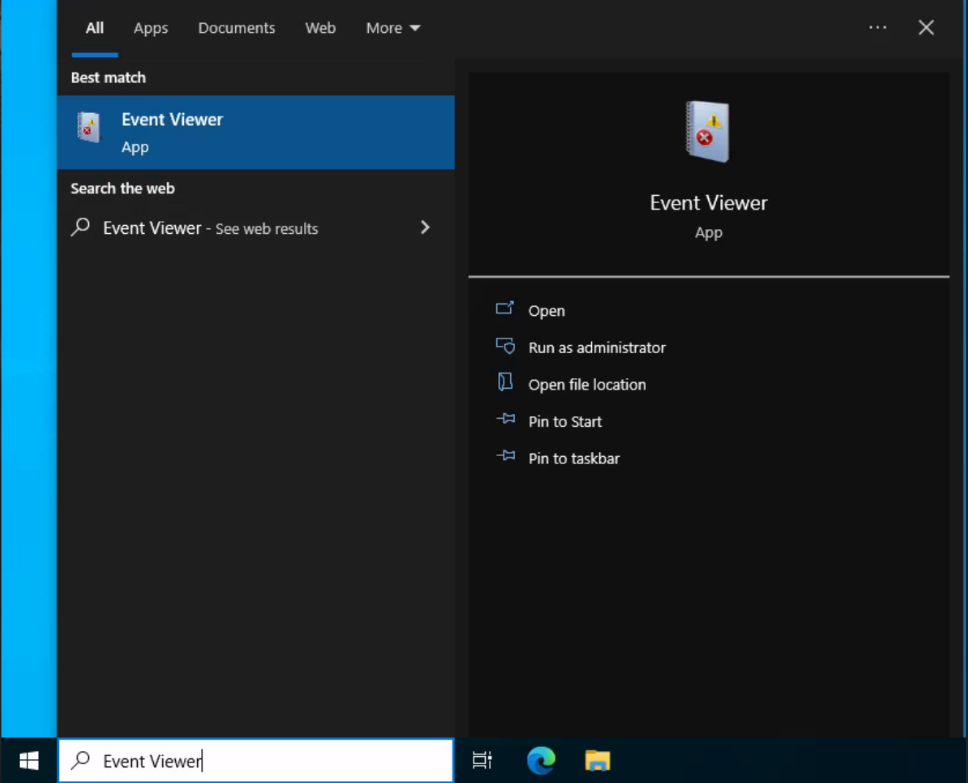 All Apps Documents Web More
Best match
Event Viewer
App
Search the web
Event Viewer - See web results
Event Viewer
App
Open
Run as administrator
Open file location
Pin to Start
Pin to taskbar
Event Viewer